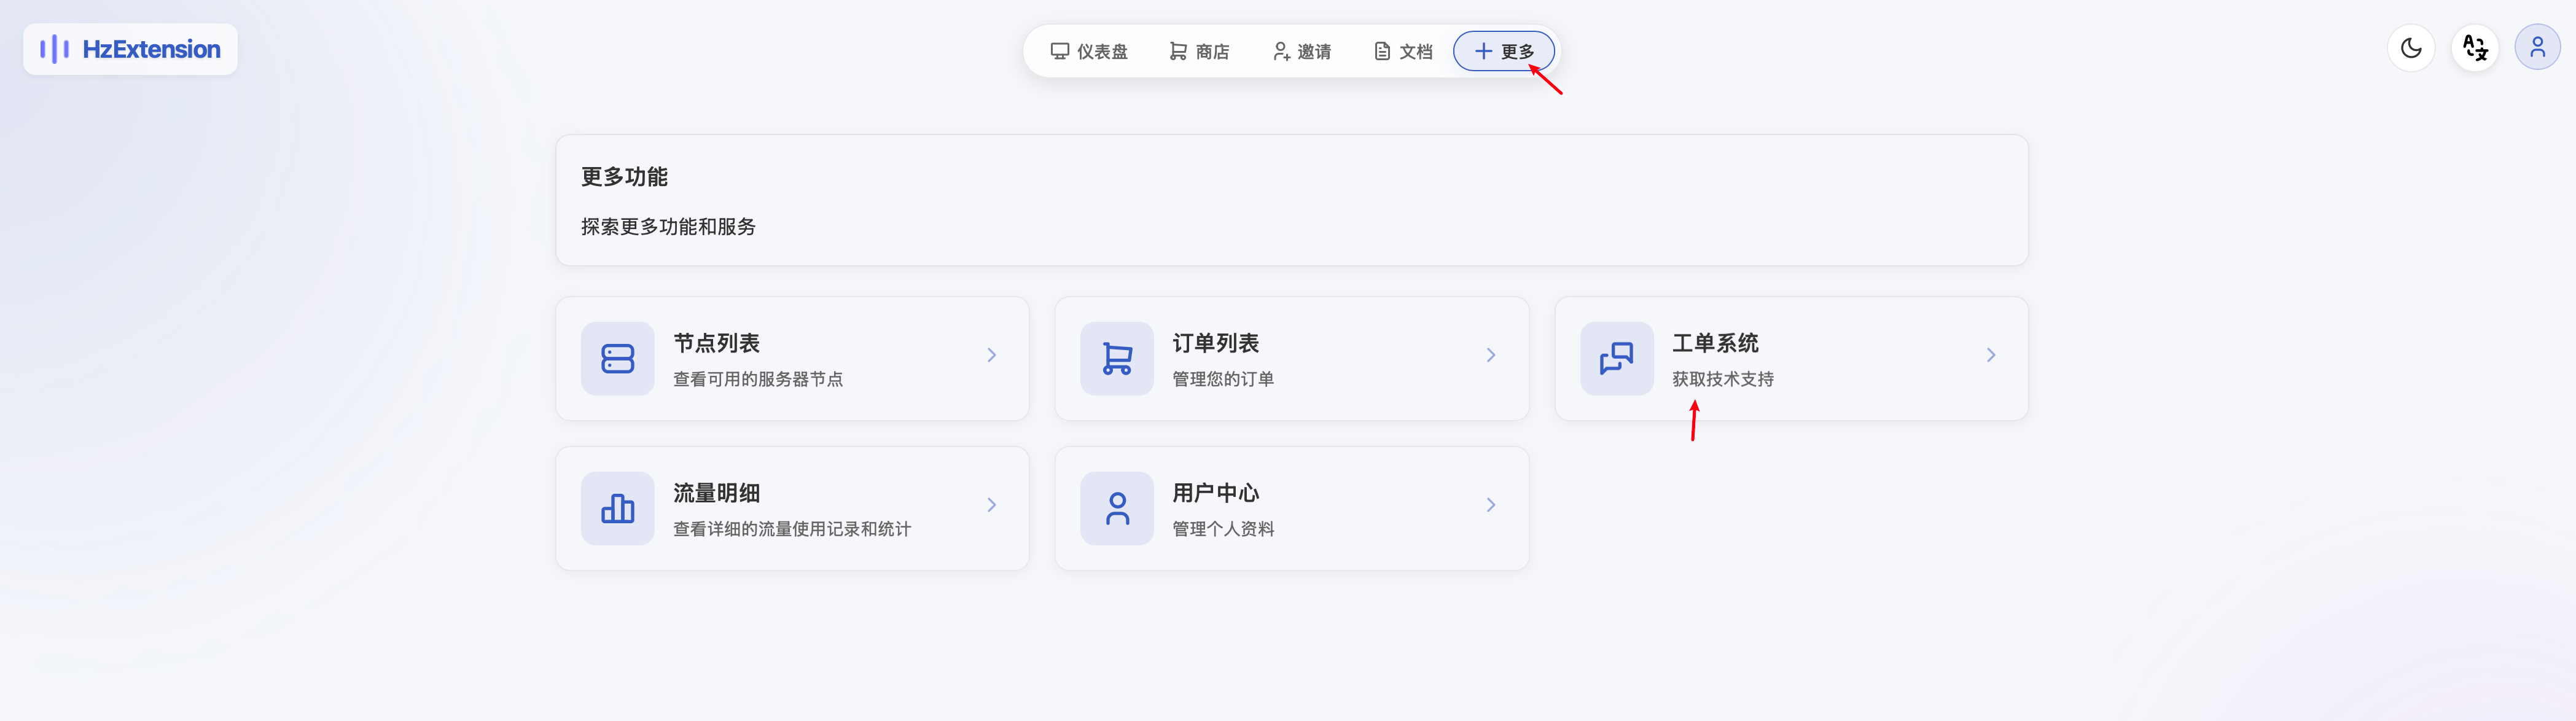 HzExtension
仪表盘
商店
邀请
文档
更多
更多功能
探索更多功能和服务
节点列表
查看可用的服务器节点
订单列表
管理您的订单
工单系统
获取技术支持
流量明细
查看详细的流量使用记录和统计
用户中心
管理个人资料